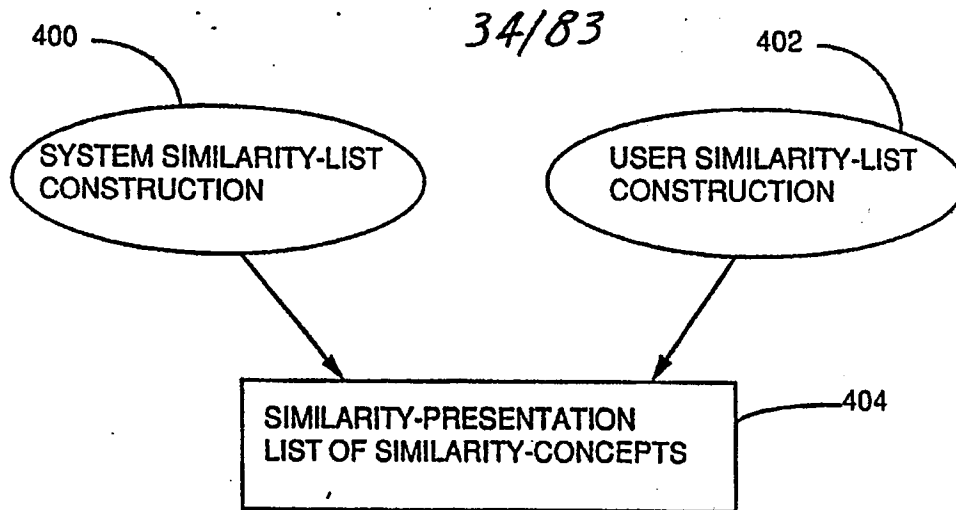 34/83
400
402
SYSTEM SIMILARITY-LIST
CONSTRUCTION
USER SIMILARITY-LIST
CONSTRUCTION
SIMILARITY-PRESENTATION
LIST OF SIMILARITY-CONCEPTS
404